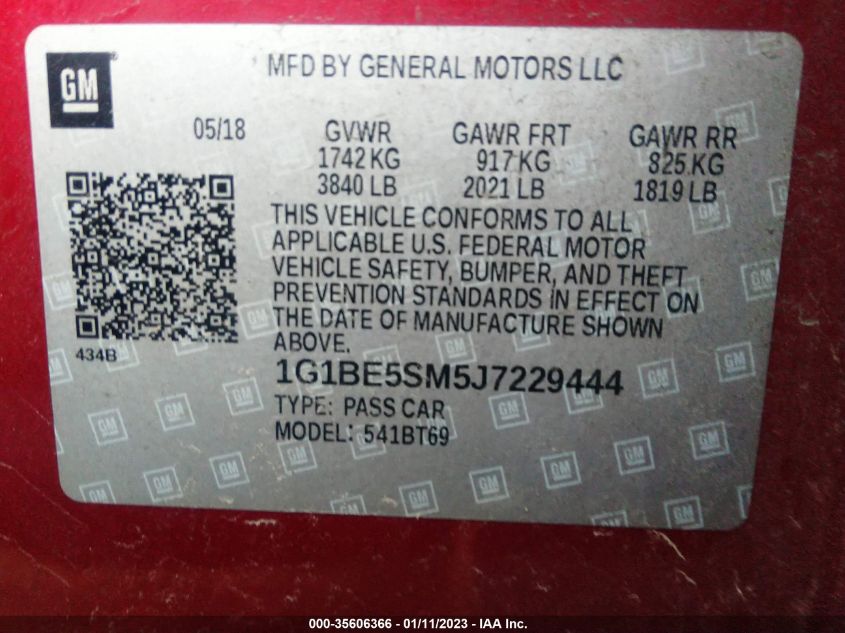 GM
MFD BY GENERAL MOTORS LLC
05/18 GVWR GAWR FRT GAWR RR
1742 KG 917 KG 825 KG
3840 LB 2021 LB 1819 LB
THIS VEHICLE CONFORMS TO ALL
APPLICABLE U.S. FEDERAL MOTOR
VEHICLE SAFETY, BUMPER, AND THEFT
PREVENTION STANDARDS IN EFFECT ON
THE DATE OF MANUFACTURE SHOWN
ABOVE.
434B
1G1BE5SM5J7229444
TYPE: PASS CAR
MODEL: 541BT69
000-35606366 - 01/11/2023 - IAA Inc.